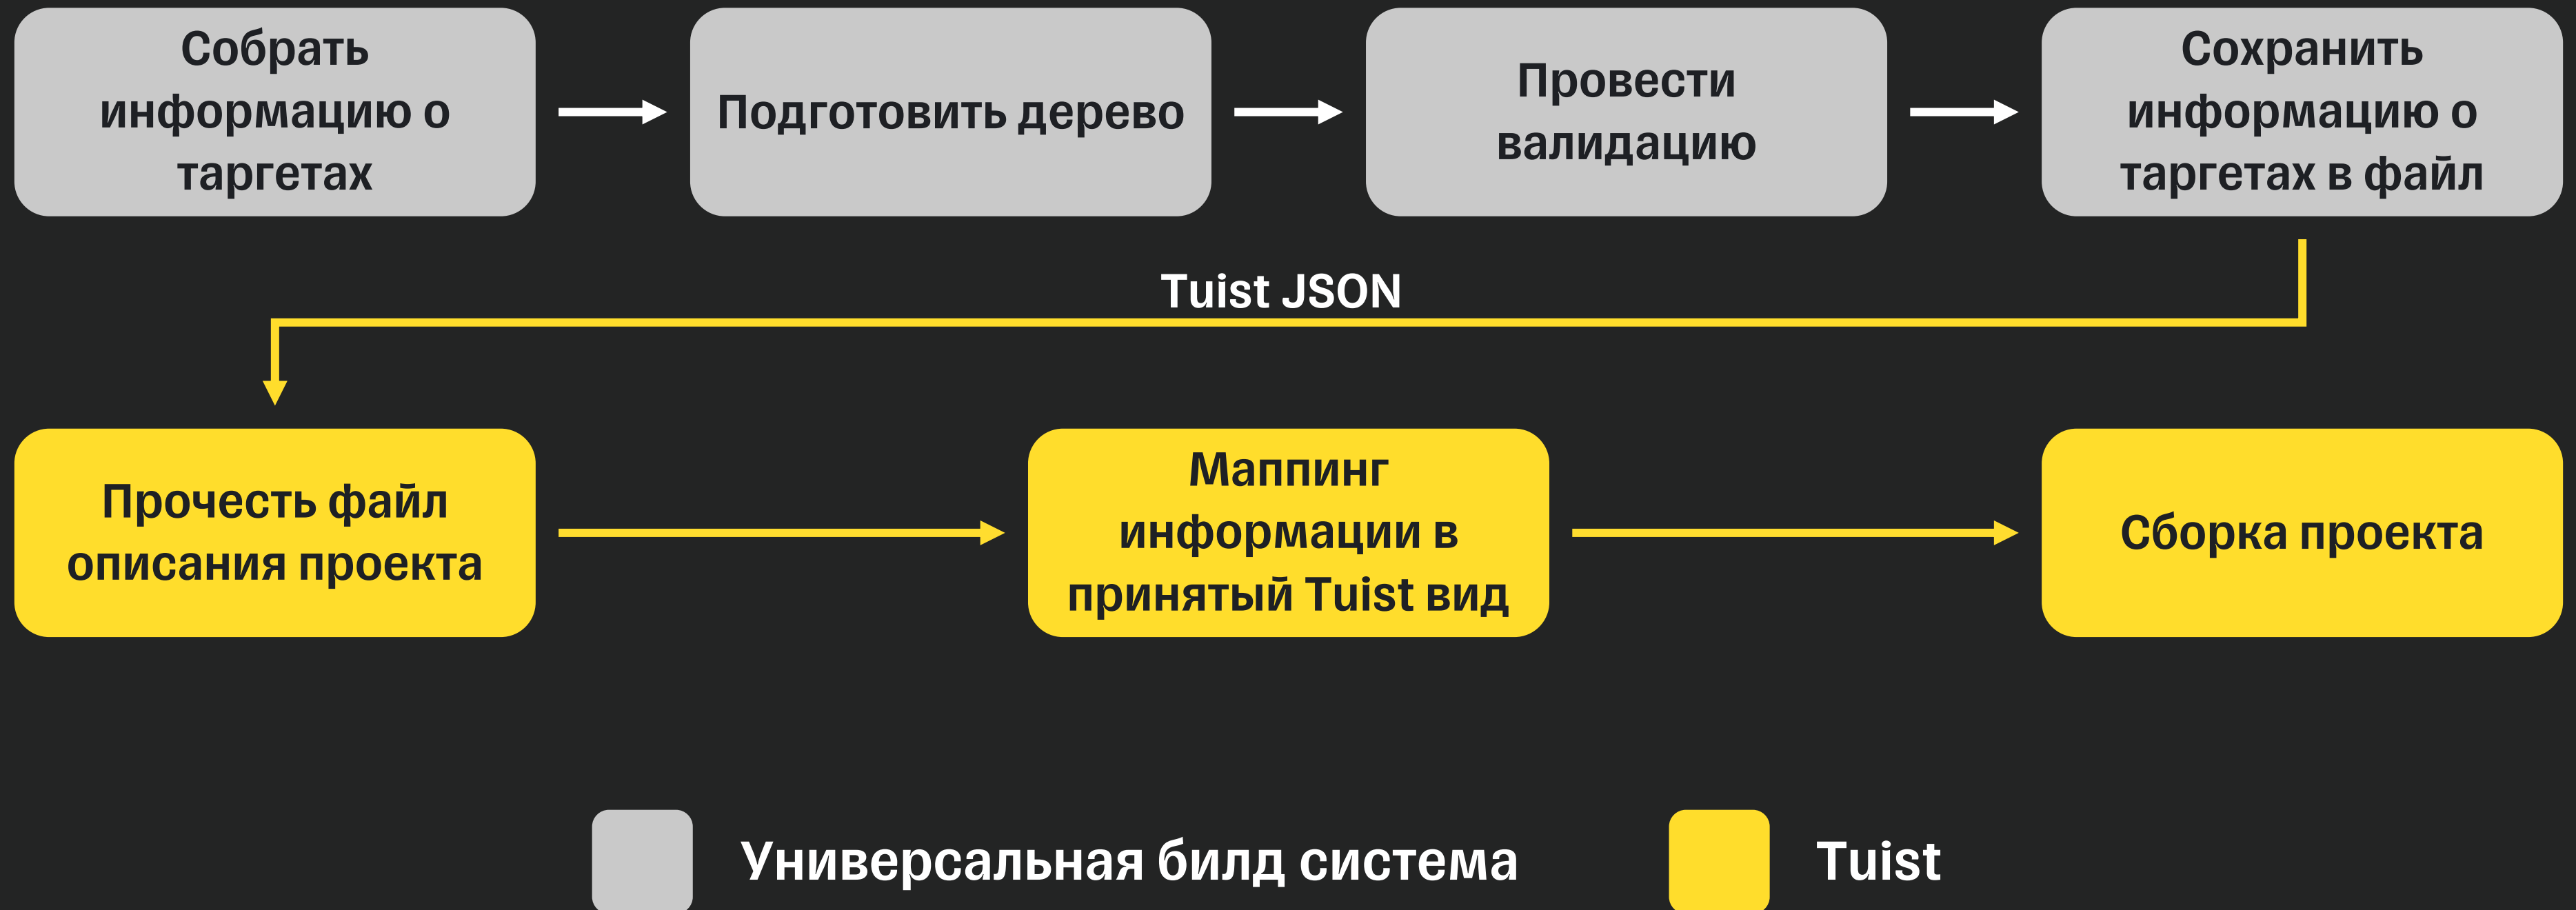 Собрать
информацию о
таргетах
Подготовить дерево
Провести
валидацию
Сохранить
информацию о
таргетах в файл
Tuist JSON
Прочесть файл
описания проекта
Маппинг
информации в
принятый Tuist вид
Сборка проекта
Универсальная билд система
Tuist